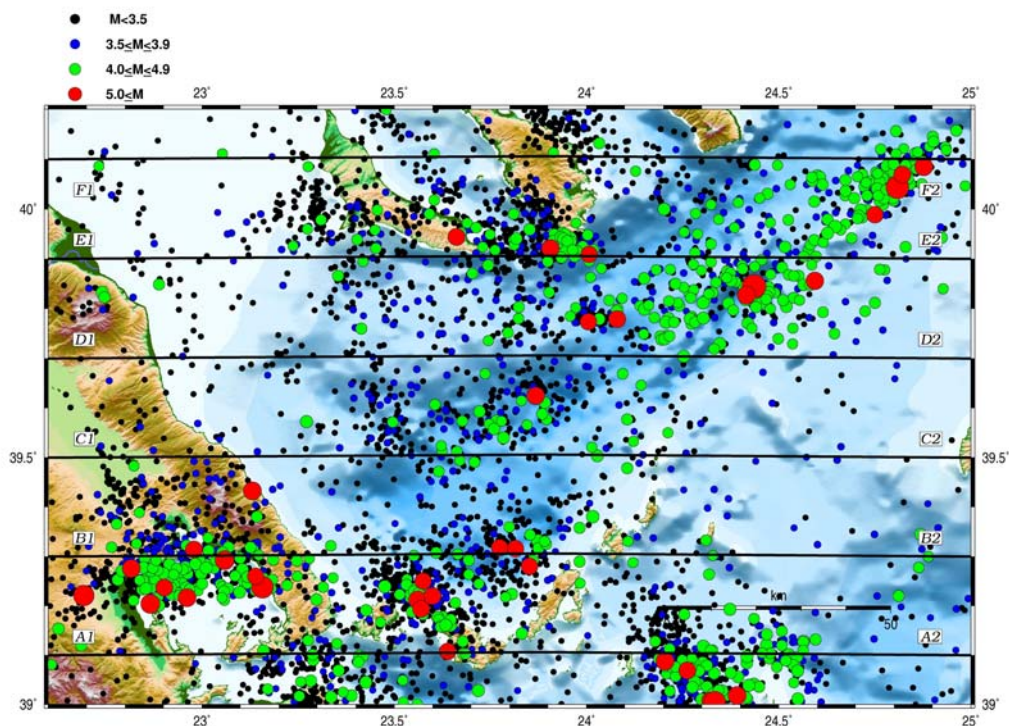 M<3.5
3.5≤M≤3.9
4.0≤M≤4.9
5.0≤M
23˚ 23.5˚ 24˚ 24.5˚ 25˚
F1 F2
40˚ 40˚
E1 E2
D1 D2
C1 C2
39.5˚ 39.5˚
B1 B2
km
50
A1 A2
39˚ 39˚
23˚ 23.5˚ 24˚ 24.5˚ 25˚